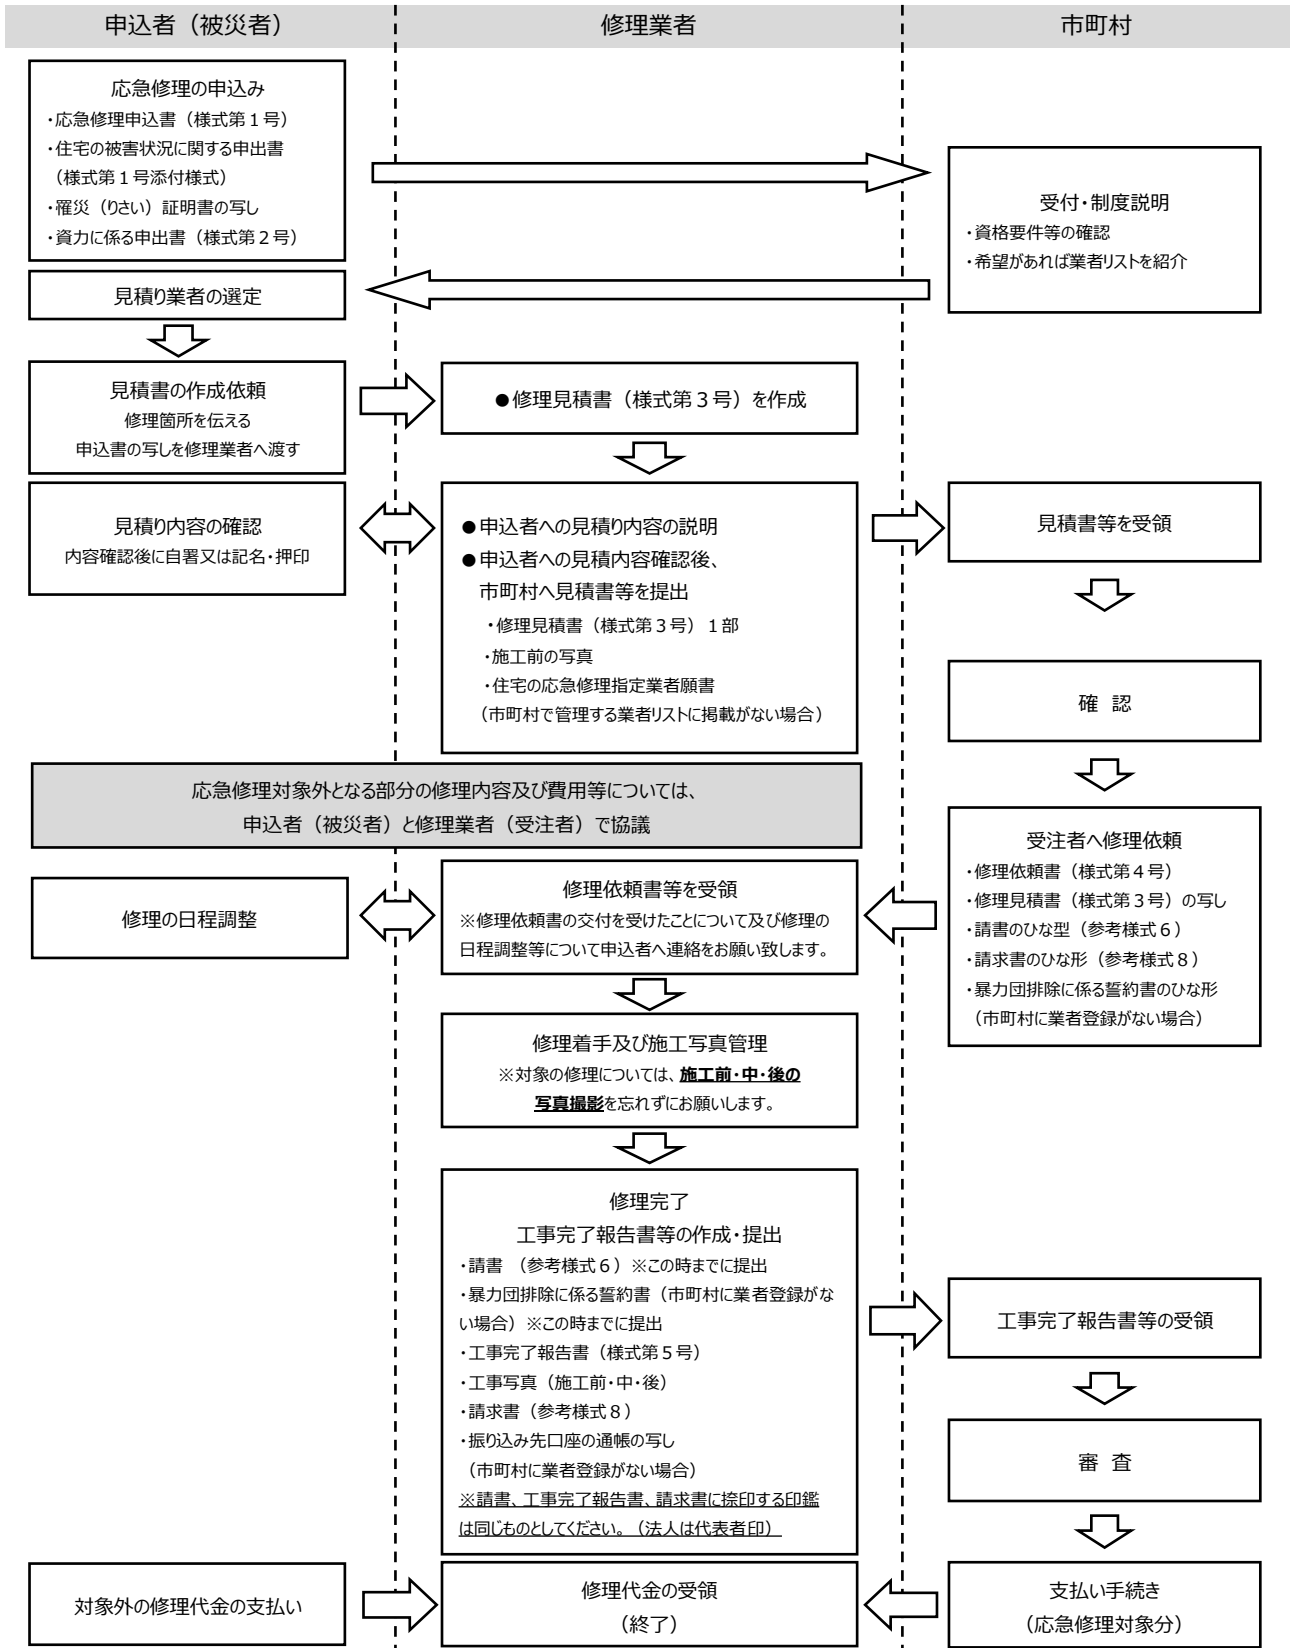 申込者（被災者）
修理業者
市町村
応急修理の申込み
・応急修理申込書（様式第１号）
・住宅の被害状況に関する申出書
（様式第１号添付様式）
・罹災（りさい）証明書の写し
・資力に係る申出書（様式第２号）
受付・制度説明
・資格要件等の確認
・希望があれば業者リストを紹介
見積り業者の選定
見積書の作成依頼
修理箇所を伝える
申込書の写しを修理業者へ渡す
●修理見積書（様式第３号）を作成
見積り内容の確認
内容確認後に自署又は記名・押印
●申込者への見積り内容の説明
●申込者への見積内容確認後、
市町村へ見積書等を提出
・修理見積書（様式第３号）１部
・施工前の写真
・住宅の応急修理指定業者願書
（市町村で管理する業者リストに掲載がない場合）
見積書等を受領
確 認
応急修理対象外となる部分の修理内容及び費用等については、
申込者（被災者）と修理業者（受注者）で協議
受注者へ修理依頼
・修理依頼書（様式第４号）
・修理見積書（様式第３号）の写し
・請書のひな型（参考様式６）
・請求書のひな形（参考様式８）
・暴力団排除に係る誓約書のひな形
（市町村に業者登録がない場合）
修理の日程調整
修理依頼書等を受領
※修理依頼書の交付を受けたことについて及び修理の
日程調整等について申込者へ連絡をお願い致します。
修理着手及び施工写真管理
※対象の修理については、施工前・中・後の
写真撮影を忘れずにお願いします。
修理完了
工事完了報告書等の作成・提出
・請書 （参考様式６）※この時までに提出
・暴力団排除に係る誓約書（市町村に業者登録がな
い場合）※この時までに提出
・工事完了報告書（様式第５号）
・工事写真（施工前・中・後）
・請求書（参考様式８）
・振り込み先口座の通帳の写し
（市町村に業者登録がない場合）
※請書、工事完了報告書、請求書に捺印する印鑑
は同じものとしてください。（法人は代表者印）
工事完了報告書等の受領
審 査
対象外の修理代金の支払い
修理代金の受領
（終了）
支払い手続き
（応急修理対象分）